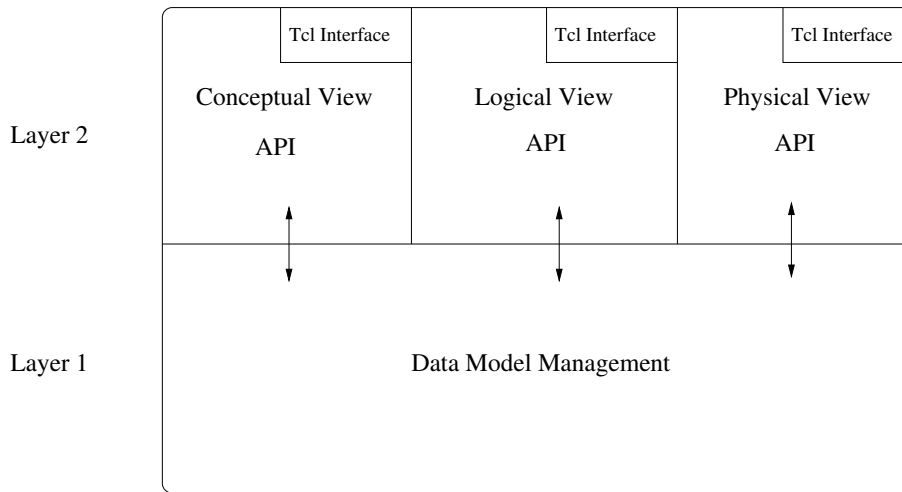 Tcl Interface
Tcl Interface
Tcl Interface
Conceptual View
API
Logical View
API
Physical View
API
Layer 2
Layer 1
Data Model Management